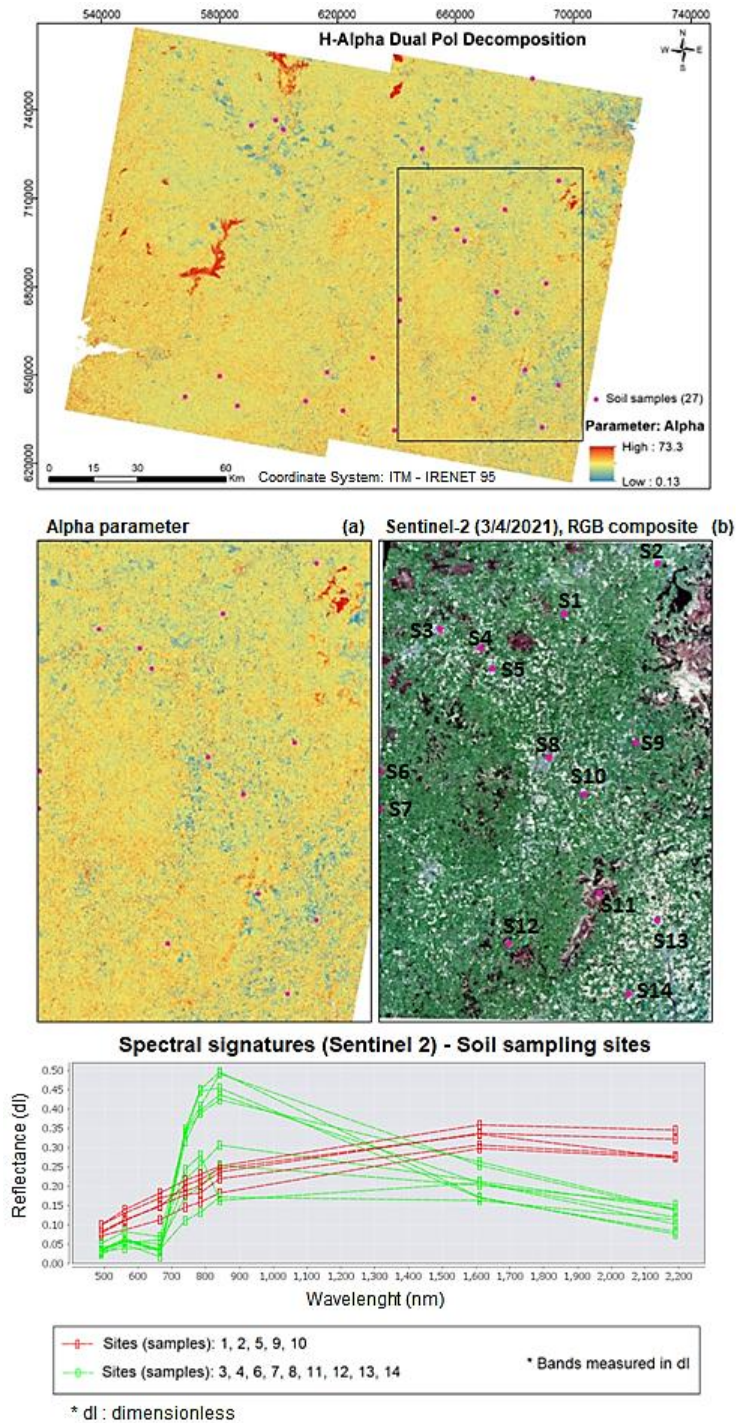 540000 580000 620000 660000 700000 740000
H-Alpha Dual Pol Decomposition
N
W E
S
740000
710000
680000
650000
620000
Soil samples (27)
Parameter: Alpha
High : 73.3
Low : 0.13
0 15 30 60
Km
Coordinate System: ITM - IRENET 95
Alpha parameter (a)
Sentinel-2 (3/4/2021), RGB composite (b)
S2
S1
S3
S4
S5
S9
S8
S6
S10
S7
S11
S12
S13
S14
Spectral signatures (Sentinel 2) - Soil sampling sites
Reflectance (dl)
0.50
0.45
0.40
0.35
0.30
0.25
0.20
0.15
0.10
0.05
0.00
500 600 700 800 900 1,000 1,100 1,200 1,300 1,400 1,500 1,600 1,700 1,800 1,900 2,000 2,100 2,200
Wavelenght (nm)
Sites (samples): 1, 2, 5, 9, 10
Sites (samples): 3, 4, 6, 7, 8, 11, 12, 13, 14
* Bands measured in dl
* dl : dimensionless